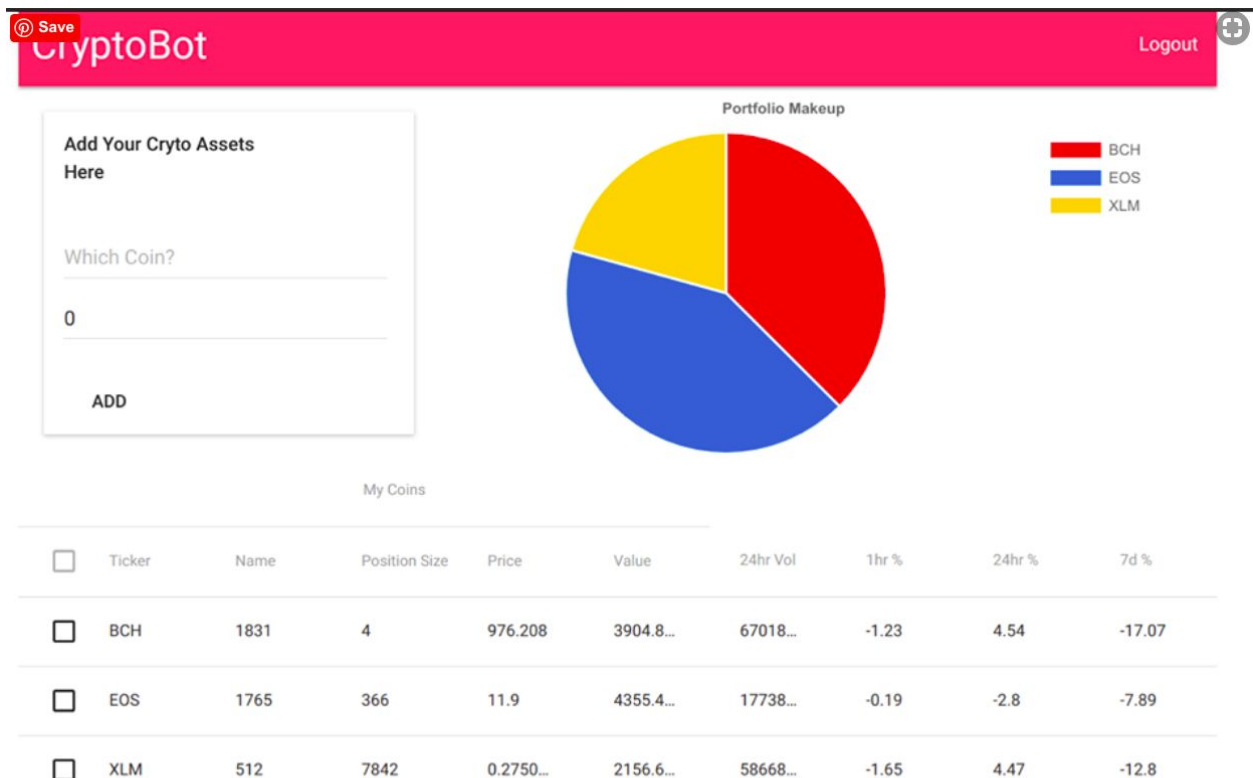 Save
CryptoBot
Logout
Add Your Cryto Assets
Here
Which Coin?
0
ADD
Portfolio Makeup
BCH
EOS
XLM
My Coins
Ticker Name Position Size Price Value 24hr Vol 1hr % 24hr % 7d %
BCH 1831 4 976.208 3904.8... 67018... -1.23 4.54 -17.07
EOS 1765 366 11.9 4355.4... 17738... -0.19 -2.8 -7.89
XLM 512 7842 0.2750... 2156.6... 58668... -1.65 4.47 -12.8